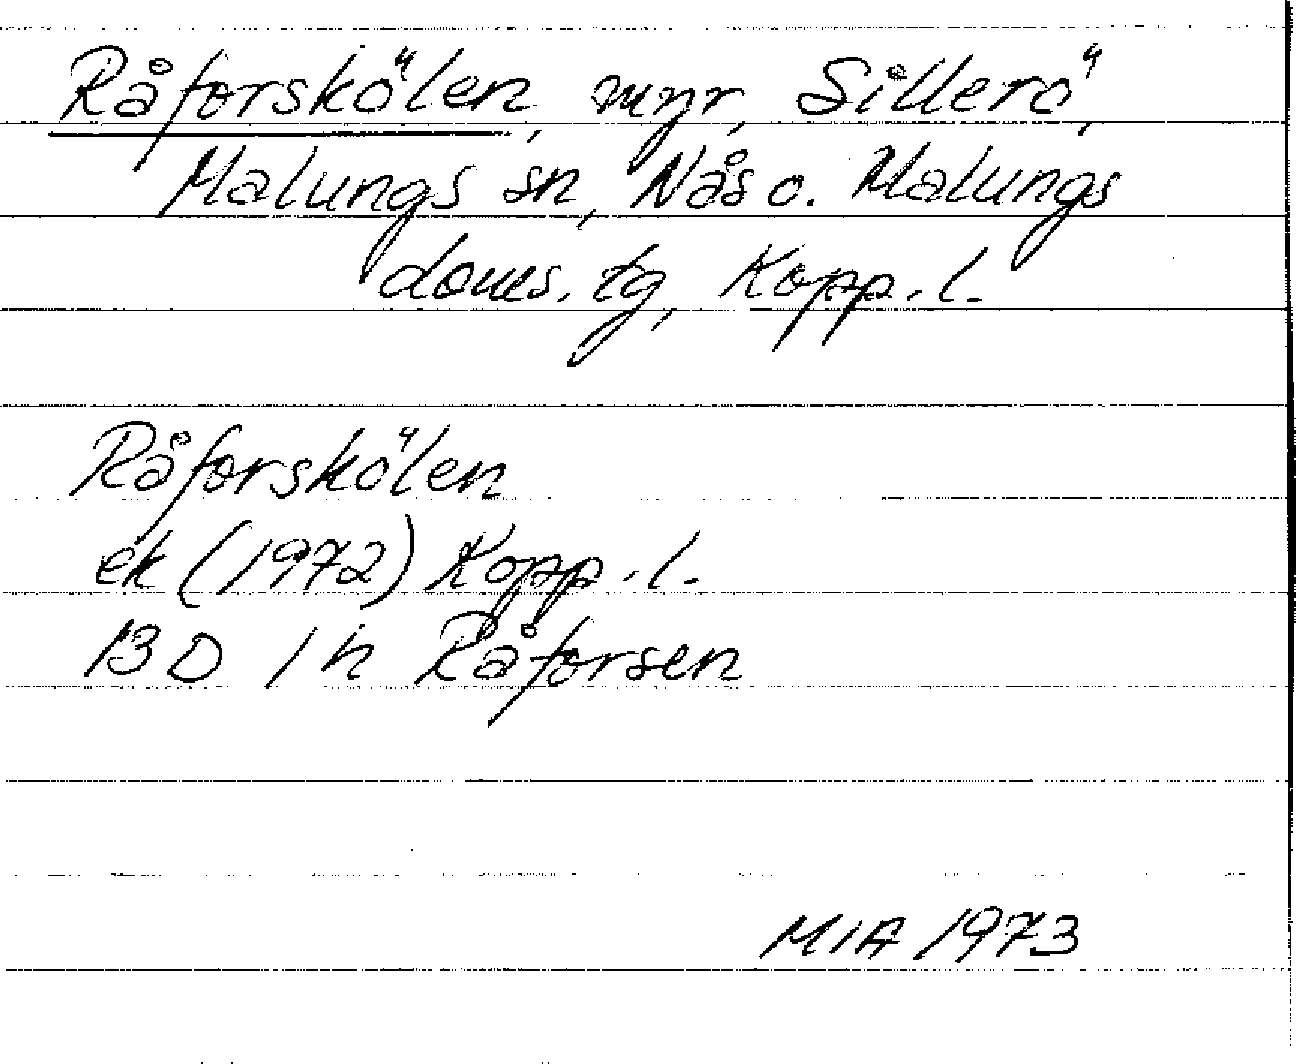 Råforskölen, myr, Sillerö,
Malungs sn, Nås o. Malungs
doms. tg, Kopp. l.
Råforskölen
ek (1972) Kopp. l.
13 D 1 h Råforsen
MIA 1973